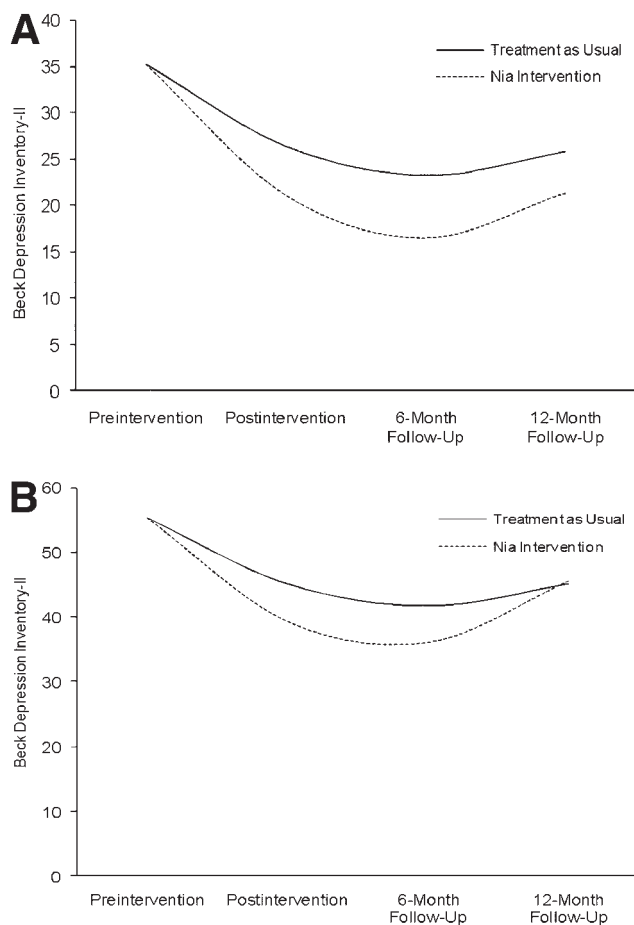 A
40
35
30
25
20
15
10
5
0
Beck Depression Inventory-II
Treatment as Usual
Nia Intervention
Preintervention
Postintervention
6-Month
Follow-Up
12-Month
Follow-Up
B
60
50
40
30
20
10
0
Beck Depression Inventory-II
Treatment as Usual
Nia Intervention
Preintervention
Postintervention
6-Month
Follow-Up
12-Month
Follow-Up